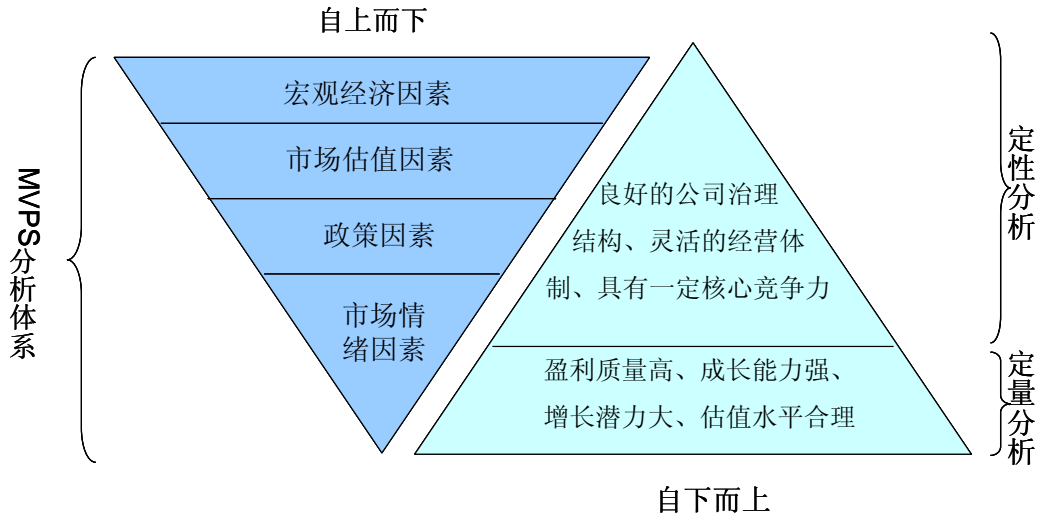 自上而下
宏观经济因素
市场估值因素
政策因素
市场情
绪因素
MVPS分析体系
良好的公司治理
结构、灵活的经营体
制、具有一定核心竞争力
盈利质量高、成长能力强、
增长潜力大、估值水平合理
定性分析
定量分析
自下而上